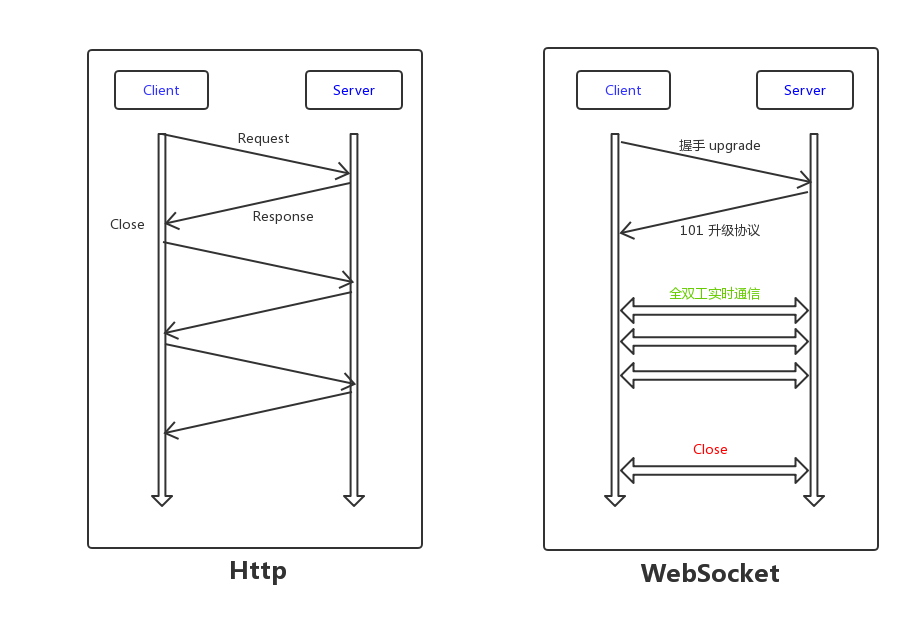 Client
Server
Request
Response
Close
Http
Client
Server
握手 upgrade
101 升级协议
全双工实时通信
Close
WebSocket